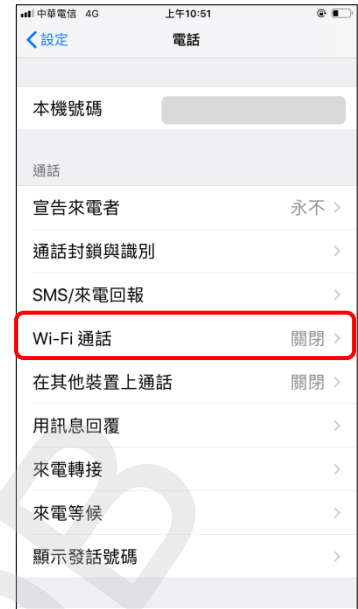 中華電信 4G 上午10:51
設定 電話
本機號碼
通話
宣告來電者 永不
通話封鎖與識別
SMS/來電回報
Wi-Fi 通話 關閉
在其他裝置上通話 關閉
用訊息回覆
來電轉接
來電等候
顯示發話號碼